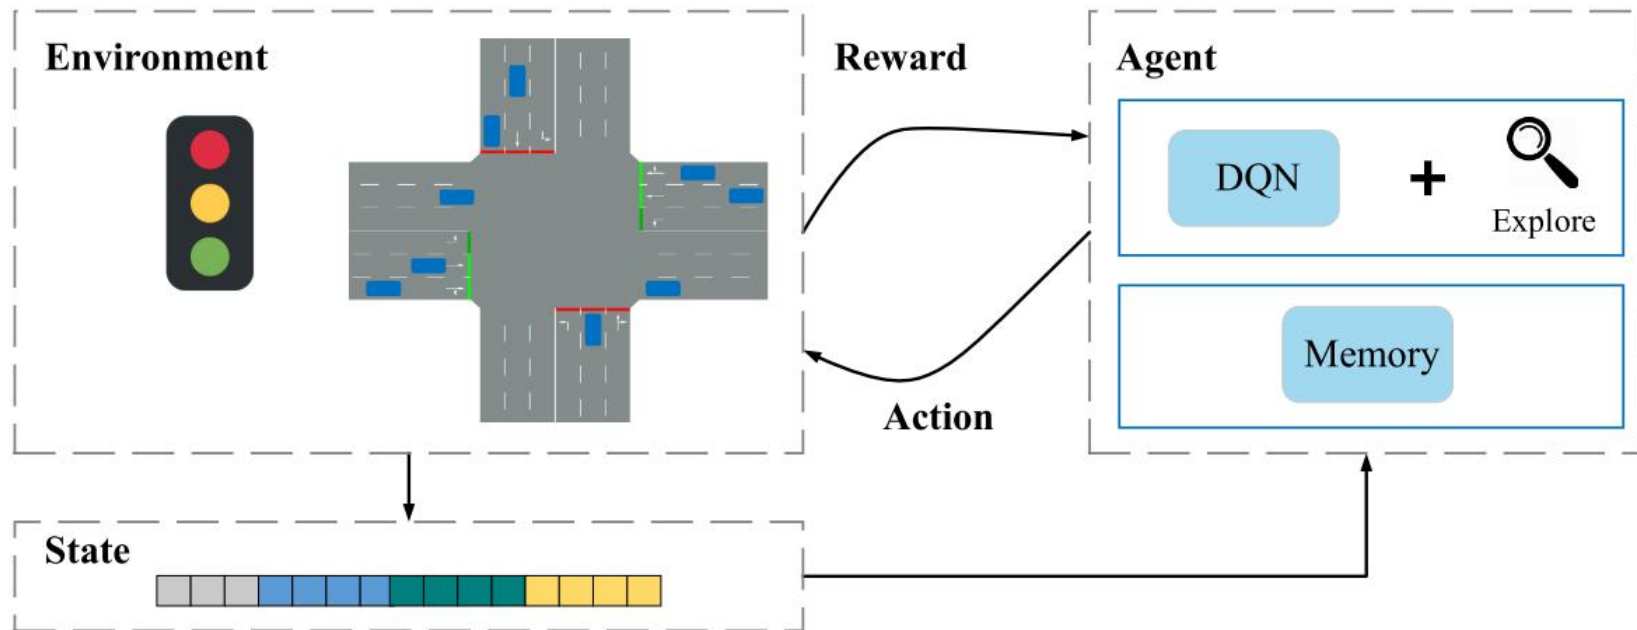 Environment
Reward
Agent
DQN
+
Explore
Memory
Action
State